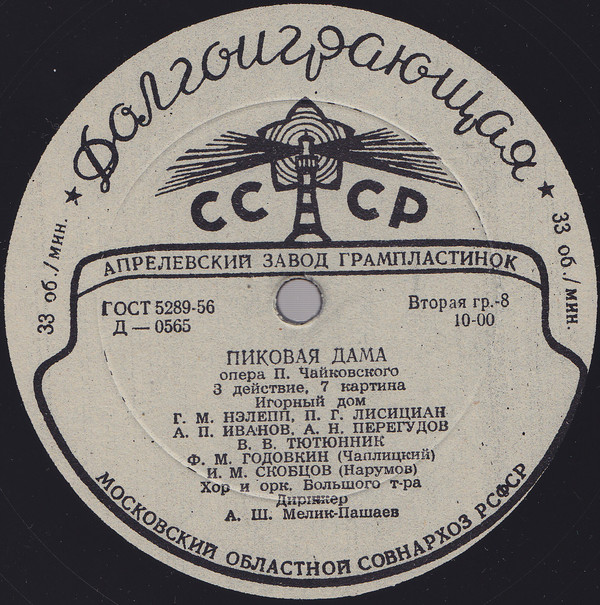 Долгоиграющая
СССР
33 об./мин.
33 об./мин.
АПРЕЛЕВСКИЙ ЗАВОД ГРАМПЛАСТИНОК
ГОСТ 5289-56
Д — 0565
Вторая гр.-8
10-00
ПИКОВАЯ ДАМА
опера П. Чайковского
3 действие, 7 картина
Игорный дом
Г. М. НЭЛЕПП, П. Г. ЛИСИЦИАН
А. П. ИВАНОВ, А. Н. ПЕРЕГУДОВ
В. В. ТЮТЮННИК
Ф. М. ГОДОВКИН (Чаплицкий)
И. М. СКОБЦОВ (Нарумов)
Хор и орк. Большого т-ра
Дирижер
А. Ш. Мелик-Пашаев
МОСКОВСКИЙ ОБЛАСТНОЙ СОВНАРХОЗ РСФСР